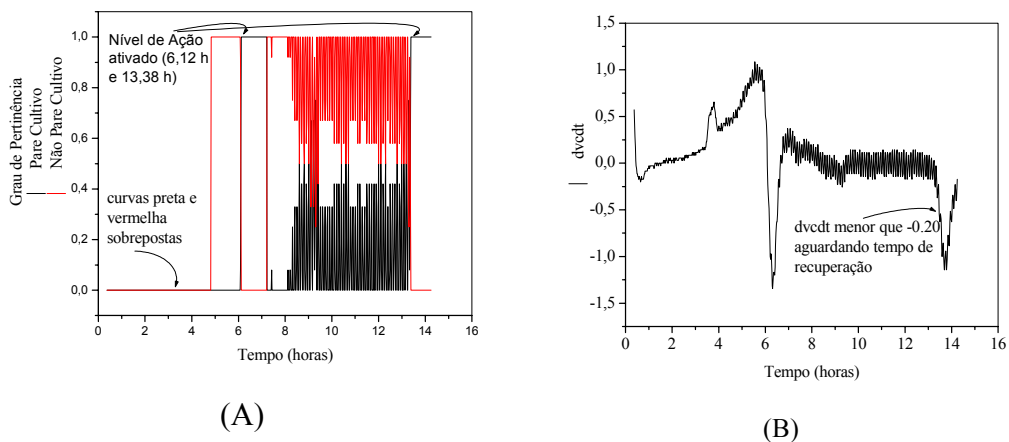 Grau de Pertinência
Pare Cultivo
Não Pare Cultivo
1,0
0,8
0,6
0,4
0,2
0,0
Nível de Ação
ativado (6,12 h
e 13,38 h)
curvas preta e
vermelha
sobrepostas
0 2 4 6 8 10 12 14 16
Tempo (horas)
(A)
dvcdt
1,5
1,0
0,5
0,0
-0,5
-1,0
-1,5
dvcdt menor que -0.20
aguardando tempo de
recuperação
0 2 4 6 8 10 12 14 16
Tempo (horas)
(B)